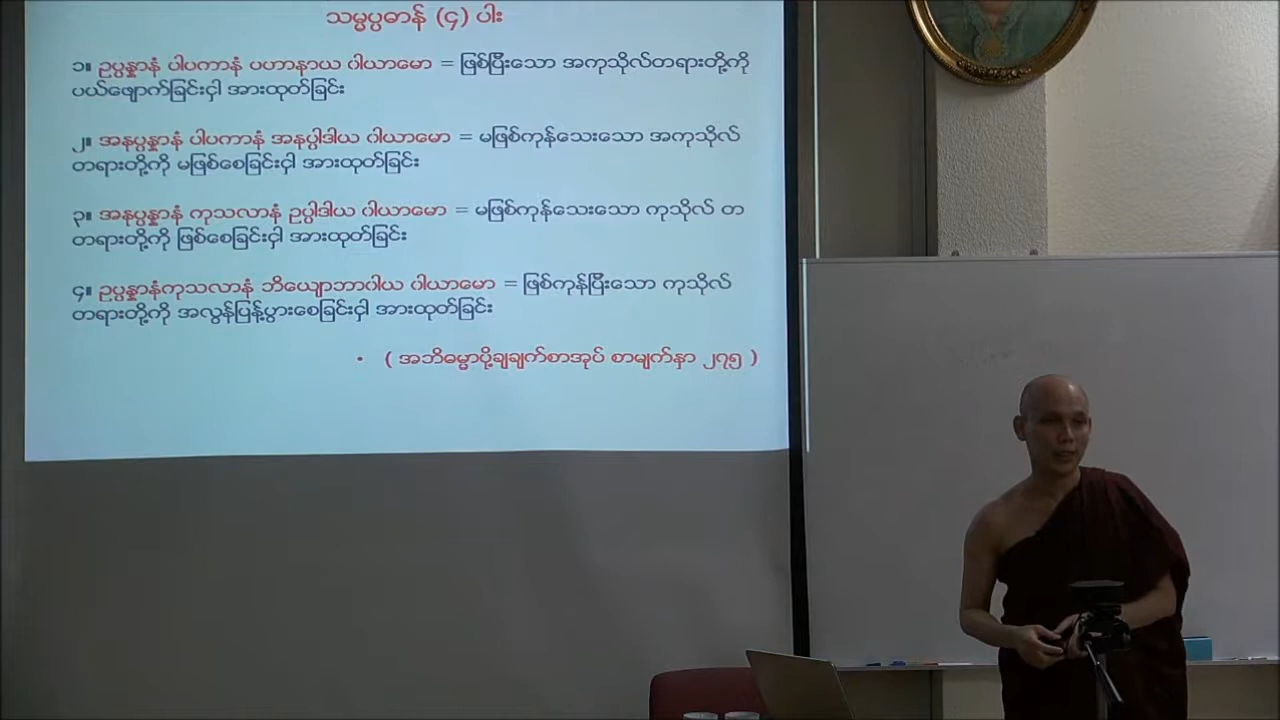 သမ္မပ္ပဓာန် (၄) ပါး
၁။ ဥပ္ပန္နာနံ ပါပကာနံ ပဟာနာယ ဝါယာမော = ဖြစ်ပြီးသော အကုသိုလ်တရားတို့ကို
ပယ်ဖျောက်ခြင်းငှါ အားထုတ်ခြင်း
၂။ အနုပ္ပန္နာနံ ပါပကာနံ အနုပ္ပါဒါယ ဝါယာမော = မဖြစ်ကုန်သေးသော အကုသိုလ်
တရားတို့ကို မဖြစ်စေခြင်းငှါ အားထုတ်ခြင်း
၃။ အနုပ္ပန္နာနံ ကုသလာနံ ဥပ္ပါဒါယ ဝါယာမော = မဖြစ်ကုန်သေးသော ကုသိုလ် တ
တရားတို့ကို ဖြစ်စေခြင်းငှါ အားထုတ်ခြင်း
၄။ ဥပ္ပန္နာနံကုသလာနံ ဘိယျောဘာဝါယ ဝါယာမော = ဖြစ်ကုန်ပြီးသော ကုသိုလ်
တရားတို့ကို အလွန်ပြန့်ပွားစေခြင်းငှါ အားထုတ်ခြင်း
• ( အဘိဓမ္မာပို့ချချက်စာအုပ် စာမျက်နှာ ၂၇၅ )